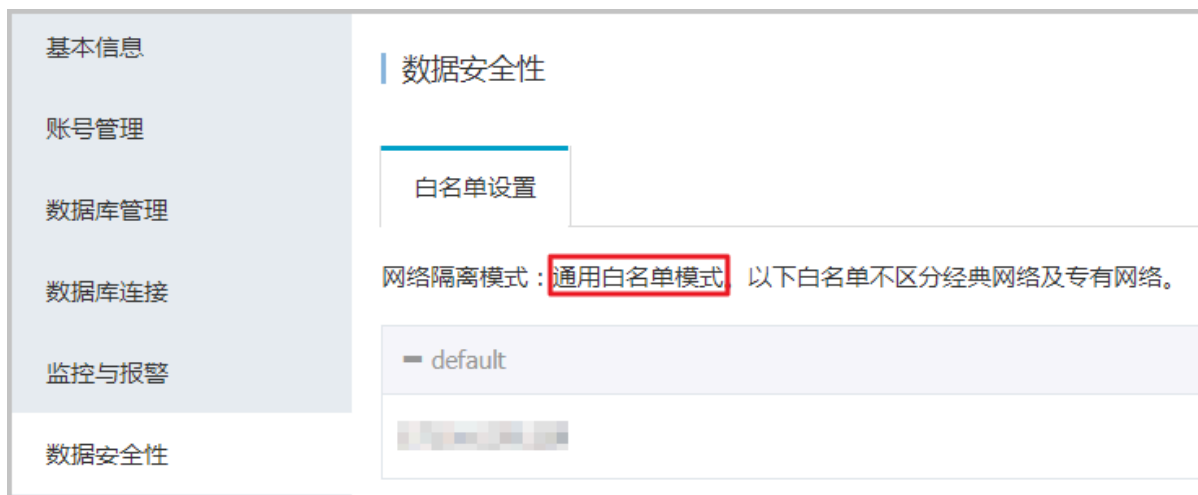 基本信息
账号管理
数据库管理
数据库连接
监控与报警
数据安全性
数据安全性
白名单设置
网络隔离模式：通用白名单模式。以下白名单不区分经典网络及专有网络。
default